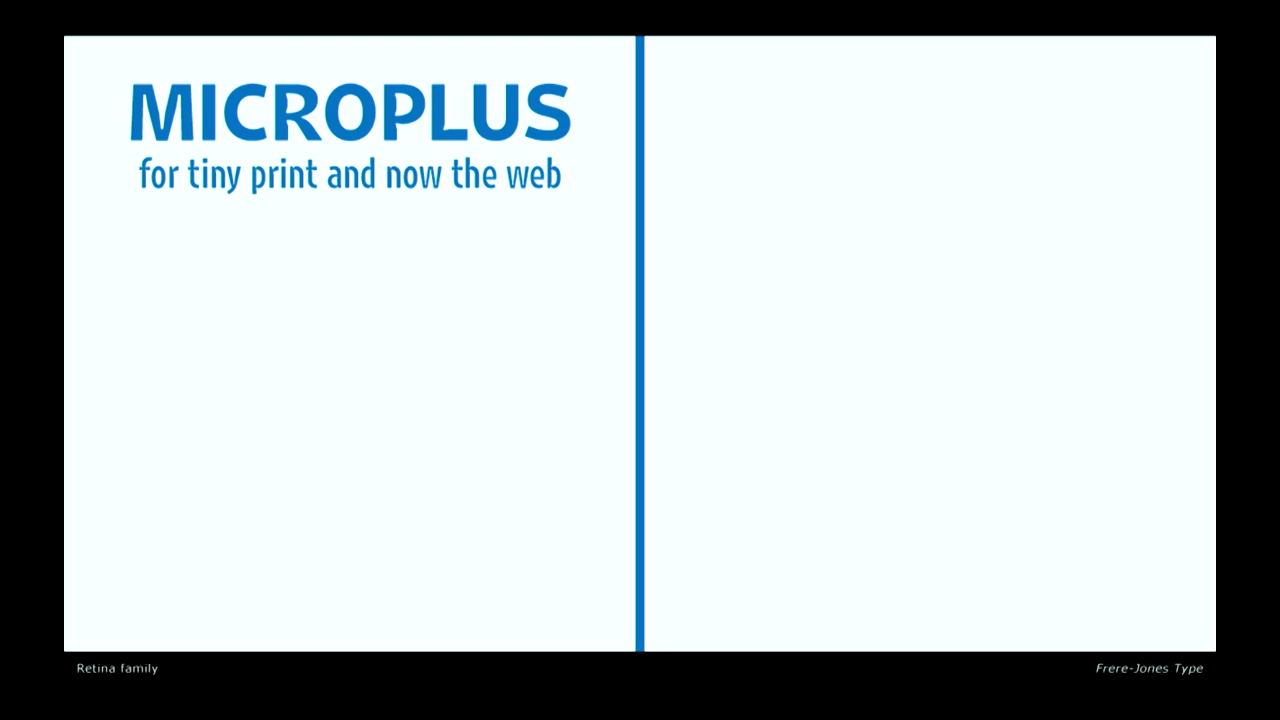 MICROPLUS
for tiny print and now the web
Retina family
Frere-Jones Type